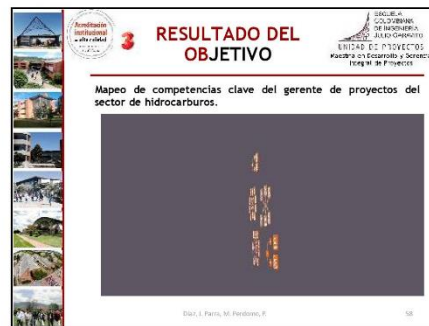 Acreditación
institucional
3
RESULTADO DEL
OBJETIVO
ESCUELA
COLOMBIANA
DE INGENIERÍA
JULIO GARAVITO
UNIDAD DE PROYECTOS
Maestría en Desarrollo y Gerencia
Integral de Proyectos
Mapeo de competencias clave del gerente de proyectos del
sector de hidrocarburos.
Díaz, J. Parra, M. Perdomo, P.
58